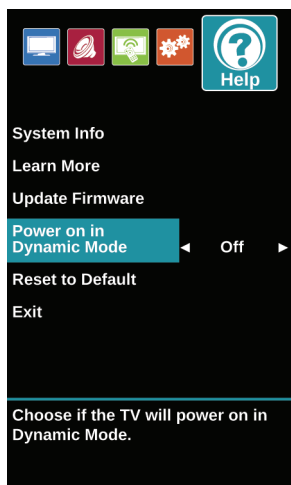 Help
System Info
Learn More
Update Firmware
Power on in
Dynamic Mode
Off
Reset to Default
Exit
Choose if the TV will power on in
Dynamic Mode.